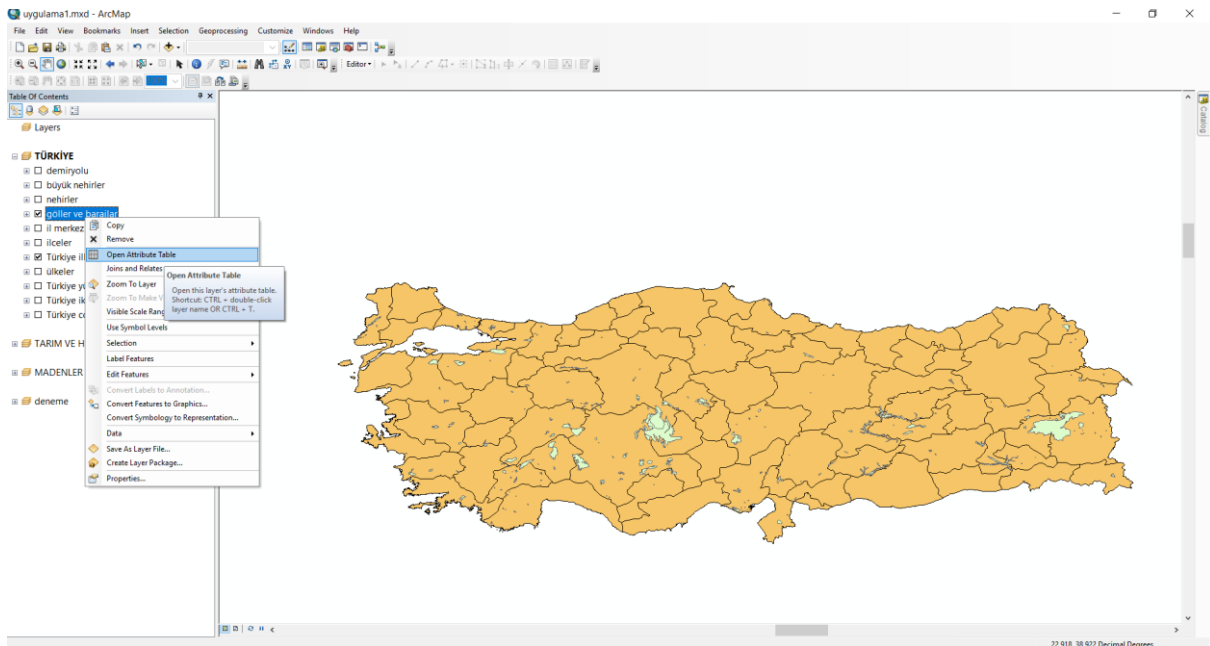 uygulama1.mxd - ArcMap
File Edit View Bookmarks Insert Selection Geoprocessing Customize Windows Help
Editor
Table Of Contents
Layers
TÜRKİYE
demiryolu
büyük nehirler
nehirler
göller ve barajlar
il merkez
ilceler
Türkiye ill
ülkeler
Türkiye
Türkiye ik
Türkiye co
TARIM VE H
MADENLER
deneme
Copy
Remove
Open Attribute Table
Joins and Relates
Zoom To Layer
Zoom To Make V
Visible Scale Rang
Use Symbol Levels
Selection
Label Features
Edit Features
Convert Labels to Annotation...
Convert Features to Graphics...
Convert Symbology to Representation...
Data
Save As Layer File...
Create Layer Package...
Properties...
Open Attribute Table
Open this layer's attribute table.
Shortcut: CTRL + double-click
layer name OR CTRL + T.
Catalog
22,918 38,922 Decimal Degrees